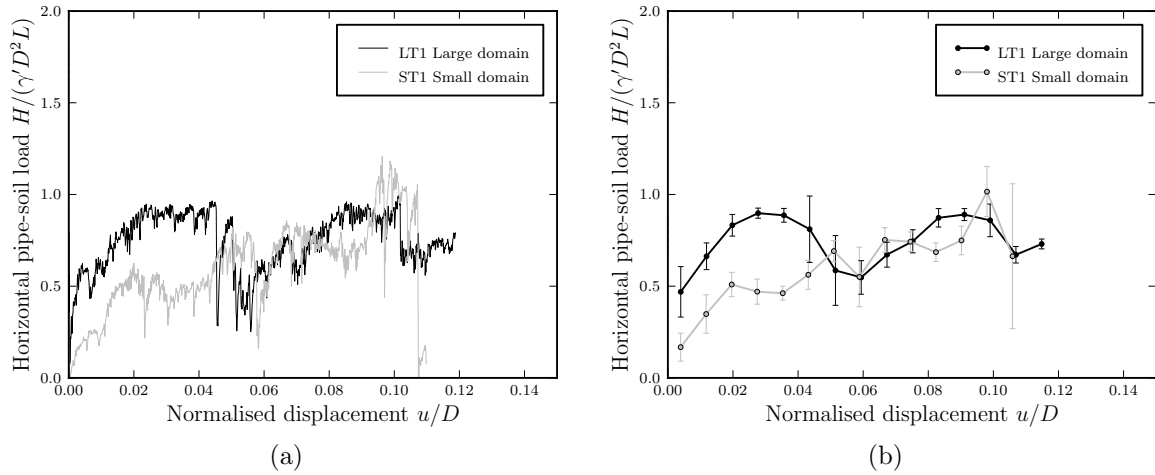 2.0
1.5
1.0
0.5
0.0
0.00 0.02 0.04 0.06 0.08 0.10 0.12 0.14
Horizontal pipe-soil load H/(γ′D²L)
Normalised displacement u/D
LT1 Large domain
ST1 Small domain
(a)
2.0
1.5
1.0
0.5
0.0
0.00 0.02 0.04 0.06 0.08 0.10 0.12 0.14
Horizontal pipe-soil load H/(γ′D²L)
Normalised displacement u/D
LT1 Large domain
ST1 Small domain
(b)